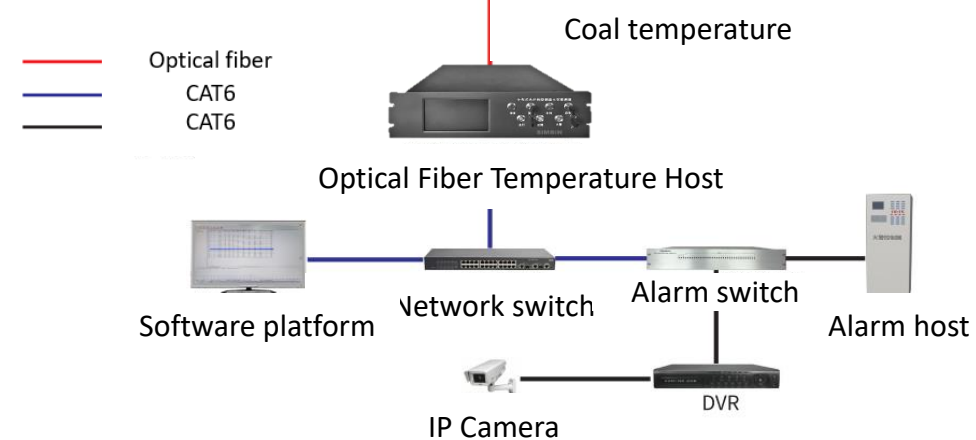 Coal temperature
Optical fiber
CAT6
CAT6
Optical Fiber Temperature Host
Network switch
Alarm switch
Software platform
Alarm host
DVR
IP Camera